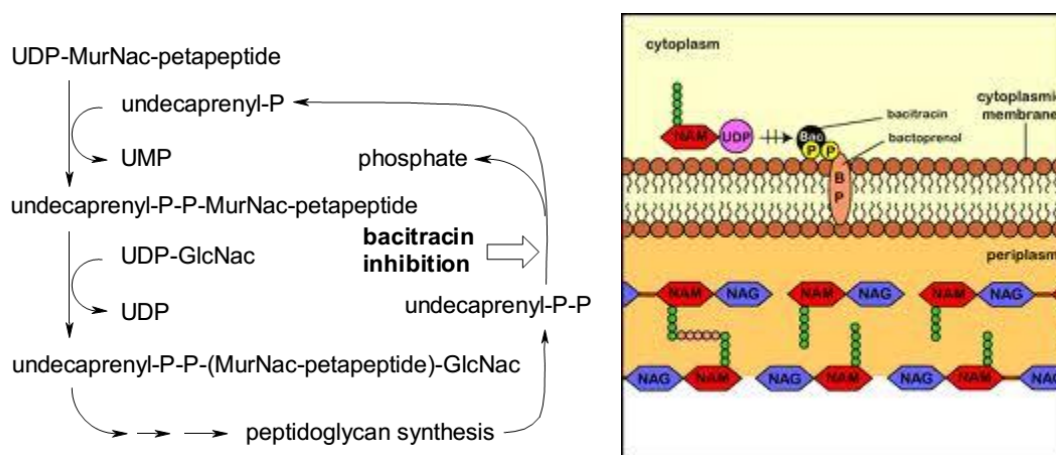 UDP-MurNac-petapeptide
undecaprenyl-P
UMP
phosphate
undecaprenyl-P-P-MurNac-petapeptide
bacitracin
inhibition
UDP-GlcNac
undecaprenyl-P-P
UDP
undecaprenyl-P-P-(MurNac-petapeptide)-GlcNac
peptidoglycan synthesis
cytoplasm
cytoplasmic
membrane
bacitracin
bactoprenol
NAM UDP Bac
P P
B
P
periplasm
NAM NAG NAM NAG NAM NAG
NAG NAM NAG NAM NAG NAM